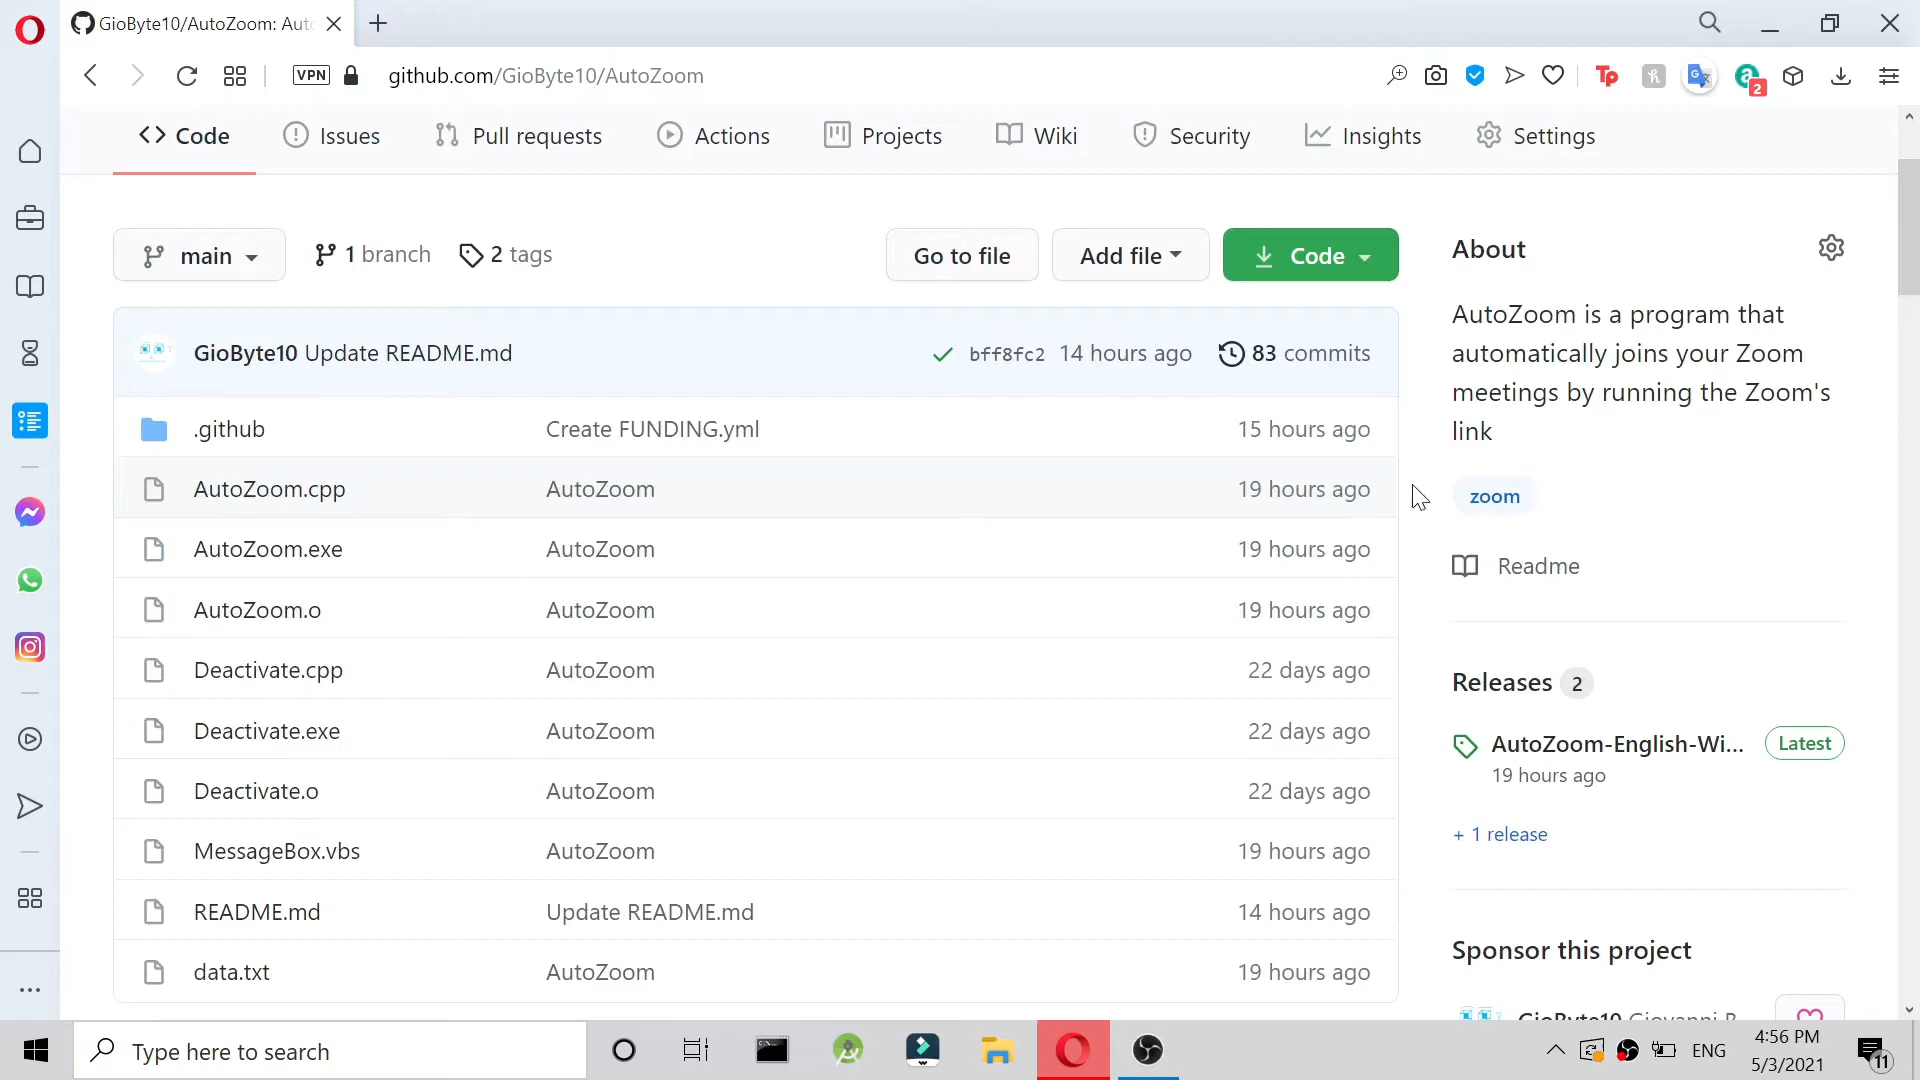 GioByte10/AutoZoom: Aut
VPN
github.com/GioByte10/AutoZoom
2
Code
Issues
Pull requests
Actions
Projects
Wiki
Security
Insights
Settings
main
1 branch
2 tags
Go to file
Add file
Code
About
AutoZoom is a program that
automatically joins your Zoom
meetings by running the Zoom's
link
zoom
Readme
Releases 2
AutoZoom-English-Wi...
Latest
19 hours ago
+ 1 release
Sponsor this project
GioByte10 Update README.md
bff8fc2 14 hours ago
83 commits
.github Create FUNDING.yml 15 hours ago
AutoZoom.cpp AutoZoom 19 hours ago
AutoZoom.exe AutoZoom 19 hours ago
AutoZoom.o AutoZoom 19 hours ago
Deactivate.cpp AutoZoom 22 days ago
Deactivate.exe AutoZoom 22 days ago
Deactivate.o AutoZoom 22 days ago
MessageBox.vbs AutoZoom 19 hours ago
README.md Update README.md 14 hours ago
data.txt AutoZoom 19 hours ago
Type here to search
ENG
4:56 PM
5/3/2021
11